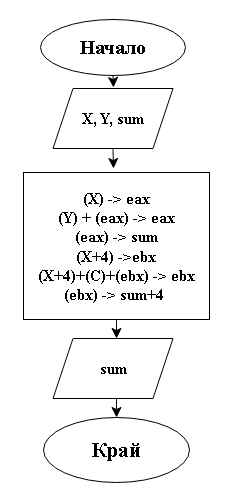 Начало
X, Y, sum
(X) -> eax
(Y) + (eax) -> eax
(eax) -> sum
(X+4) ->ebx
(X+4)+(C)+(ebx) -> ebx
(ebx) -> sum+4
sum
Край